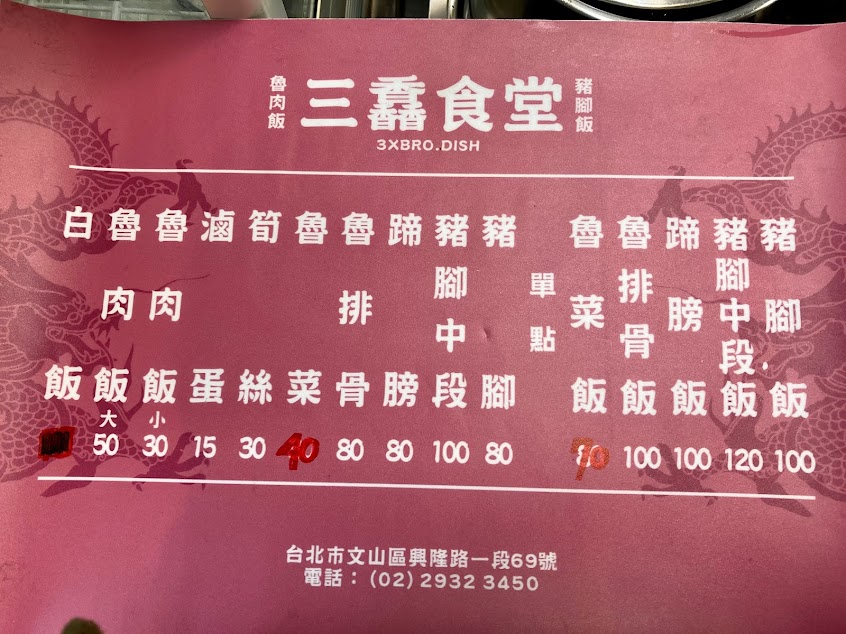 魯肉飯
三馫食堂
豬腳飯
3XBRO.DISH
豬腳飯 100
豬腳中段飯 120
蹄膀飯 100
魯排骨飯 100
魯菜飯 70
單點
豬腳 80
豬腳中段 100
蹄膀 80
魯排骨 80
魯菜 40
筍絲 30
滷蛋 15
魯肉飯 小 30
魯肉飯 大 50
白飯
台北市文山區興隆路一段69號
電話：(02) 2932 3450